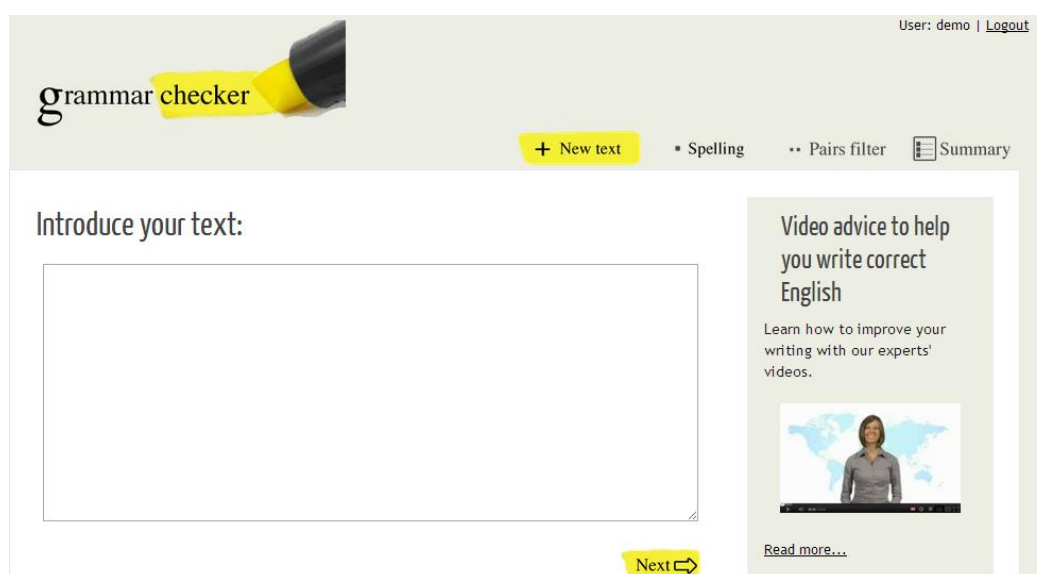 User: demo | Logout
grammar checker
+ New text
▪ Spelling
▪▪ Pairs filter
Summary
Introduce your text:
Video advice to help
you write correct
English
Learn how to improve your
writing with our experts'
videos.
Read more...
Next